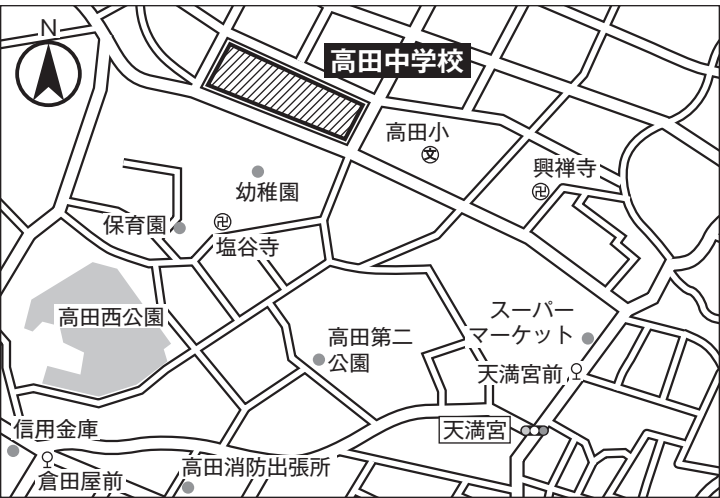 N
高田中学校
高田小
文
興禅寺
幼稚園
保育園
塩谷寺
高田西公園
スーパー
マーケット
高田第二
公園
天満宮前
天満宮
信用金庫
倉田屋前
高田消防出張所